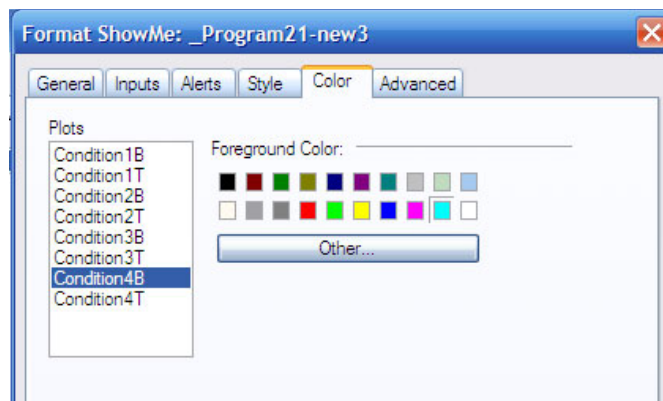 Format ShowMe: _Program21-new3
General Inputs Alerts Style Color Advanced
Plots
Condition1B
Condition1T
Condition2B
Condition2T
Condition3B
Condition3T
Condition4B
Condition4T
Foreground Color:
Other...